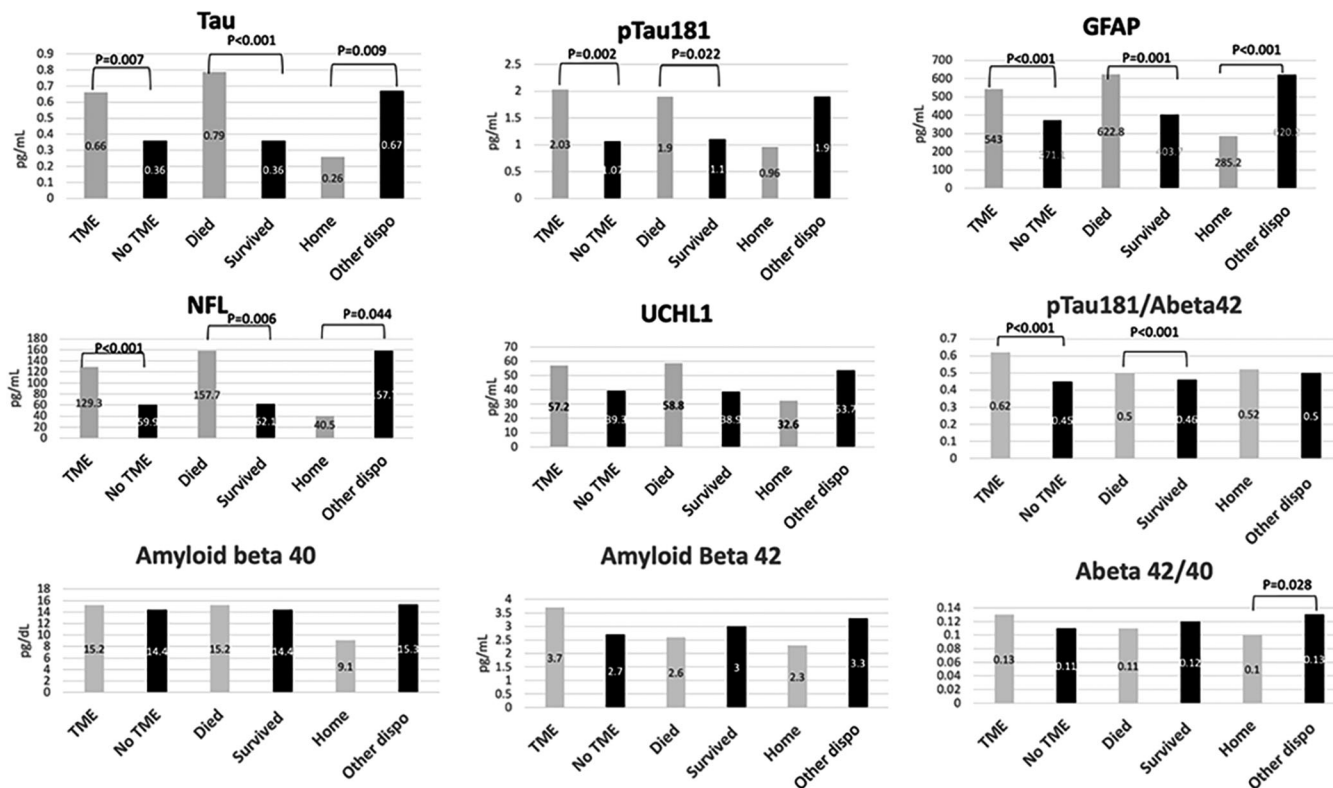 Tau
P=0.007
P<0.001
P=0.009
pg/mL
0.9
0.8
0.7
0.6
0.5
0.4
0.3
0.2
0.1
0
0.66
0.36
0.79
0.36
0.26
0.67
TME
No TME
Died
Survived
Home
Other dispo
pTau181
P=0.002
P=0.022
pg/mL
2.5
2
1.5
1
0.5
0
2.03
1.07
1.9
1.1
0.96
1.9
TME
No TME
Died
Survived
Home
Other dispo
GFAP
P<0.001
P=0.001
P<0.001
pg/mL
700
600
500
400
300
200
100
0
543
622.8
285.2
TME
No TME
Died
Survived
Home
Other dispo
NFL
P<0.001
P=0.006
P=0.044
pg/mL
180
160
140
120
100
80
60
40
20
0
129.3
59.9
157.7
62.1
40.5
TME
No TME
Died
Survived
Home
Other dispo
UCHL1
pg/mL
70
60
50
40
30
20
10
0
57.2
39.3
58.8
38.9
32.6
53.7
TME
No TME
Died
Survived
Home
Other dispo
pTau181/Abeta42
P<0.001
P<0.001
0.7
0.6
0.5
0.4
0.3
0.2
0.1
0
0.62
0.45
0.5
0.46
0.52
0.5
TME
No TME
Died
Survived
Home
Other dispo
Amyloid beta 40
pg/dL
18
16
14
12
10
8
6
4
2
0
15.2
14.4
15.2
14.4
9.1
15.3
TME
No TME
Died
Survived
Home
Other dispo
Amyloid Beta 42
pg/mL
4
3.5
3
2.5
2
1.5
1
0.5
0
3.7
2.7
2.6
3
2.3
3.3
TME
No TME
Died
Survived
Home
Other dispo
Abeta 42/40
P=0.028
0.14
0.12
0.1
0.08
0.06
0.04
0.02
0
0.13
0.11
0.11
0.12
0.1
0.13
TME
No TME
Died
Survived
Home
Other dispo